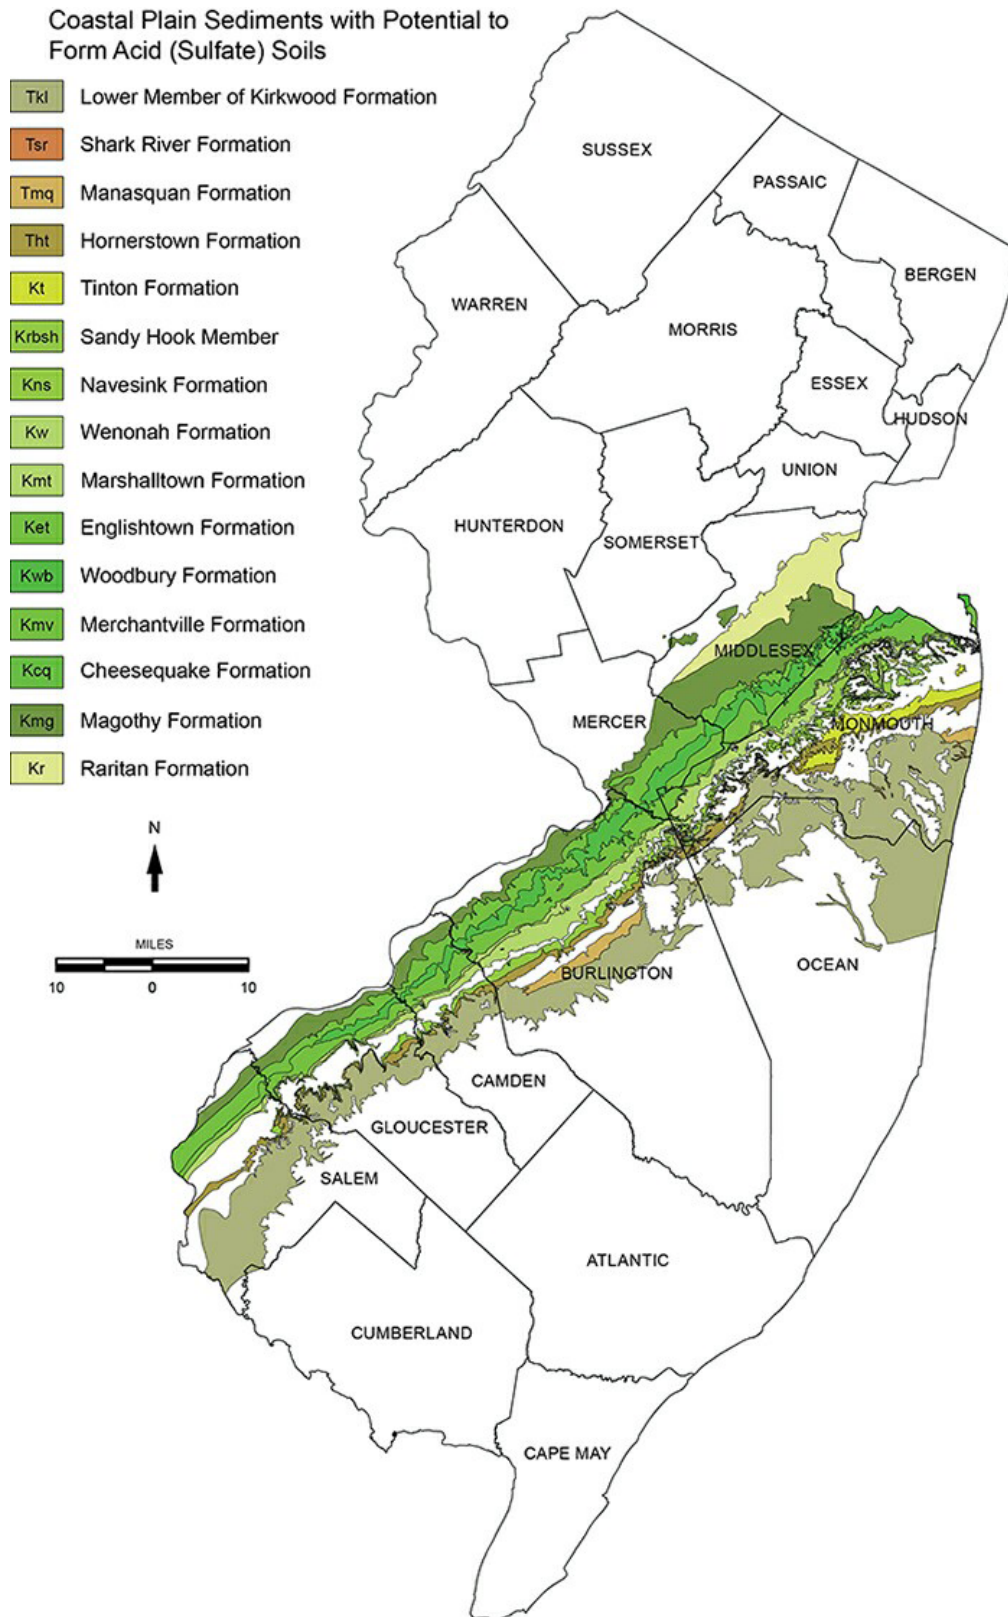 Coastal Plain Sediments with Potential to
Form Acid (Sulfate) Soils
Tkl Lower Member of Kirkwood Formation
Tsr Shark River Formation
Tmq Manasquan Formation
Tht Hornerstown Formation
Kt Tinton Formation
Krbsh Sandy Hook Member
Kns Navesink Formation
Kw Wenonah Formation
Kmt Marshalltown Formation
Ket Englishtown Formation
Kwb Woodbury Formation
Kmv Merchantville Formation
Kcq Cheesequake Formation
Kmg Magothy Formation
Kr Raritan Formation
N
MILES
10 0 10
SUSSEX
PASSAIC
BERGEN
WARREN
MORRIS
ESSEX
HUDSON
UNION
HUNTERDON
SOMERSET
MIDDLESEX
MERCER
MONMOUTH
OCEAN
BURLINGTON
CAMDEN
GLOUCESTER
SALEM
ATLANTIC
CUMBERLAND
CAPE MAY